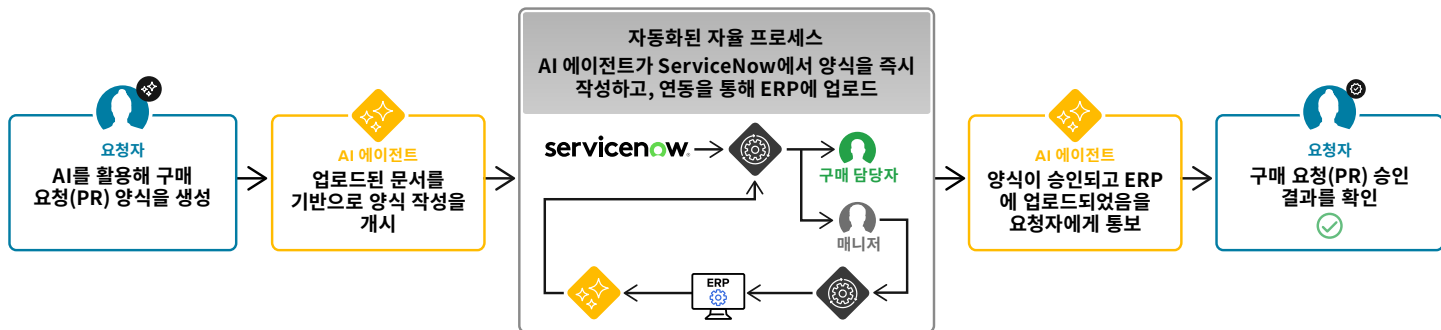 요청자
AI를 활용해 구매
요청(PR) 양식을 생성
AI 에이전트
업로드된 문서를
기반으로 양식 작성을
개시
자동화된 자율 프로세스
AI 에이전트가 ServiceNow에서 양식을 즉시
작성하고, 연동을 통해 ERP에 업로드
servicenow
구매 담당자
매니저
ERP
AI 에이전트
양식이 승인되고 ERP
에 업로드되었음을
요청자에게 통보
요청자
구매 요청(PR) 승인
결과를 확인